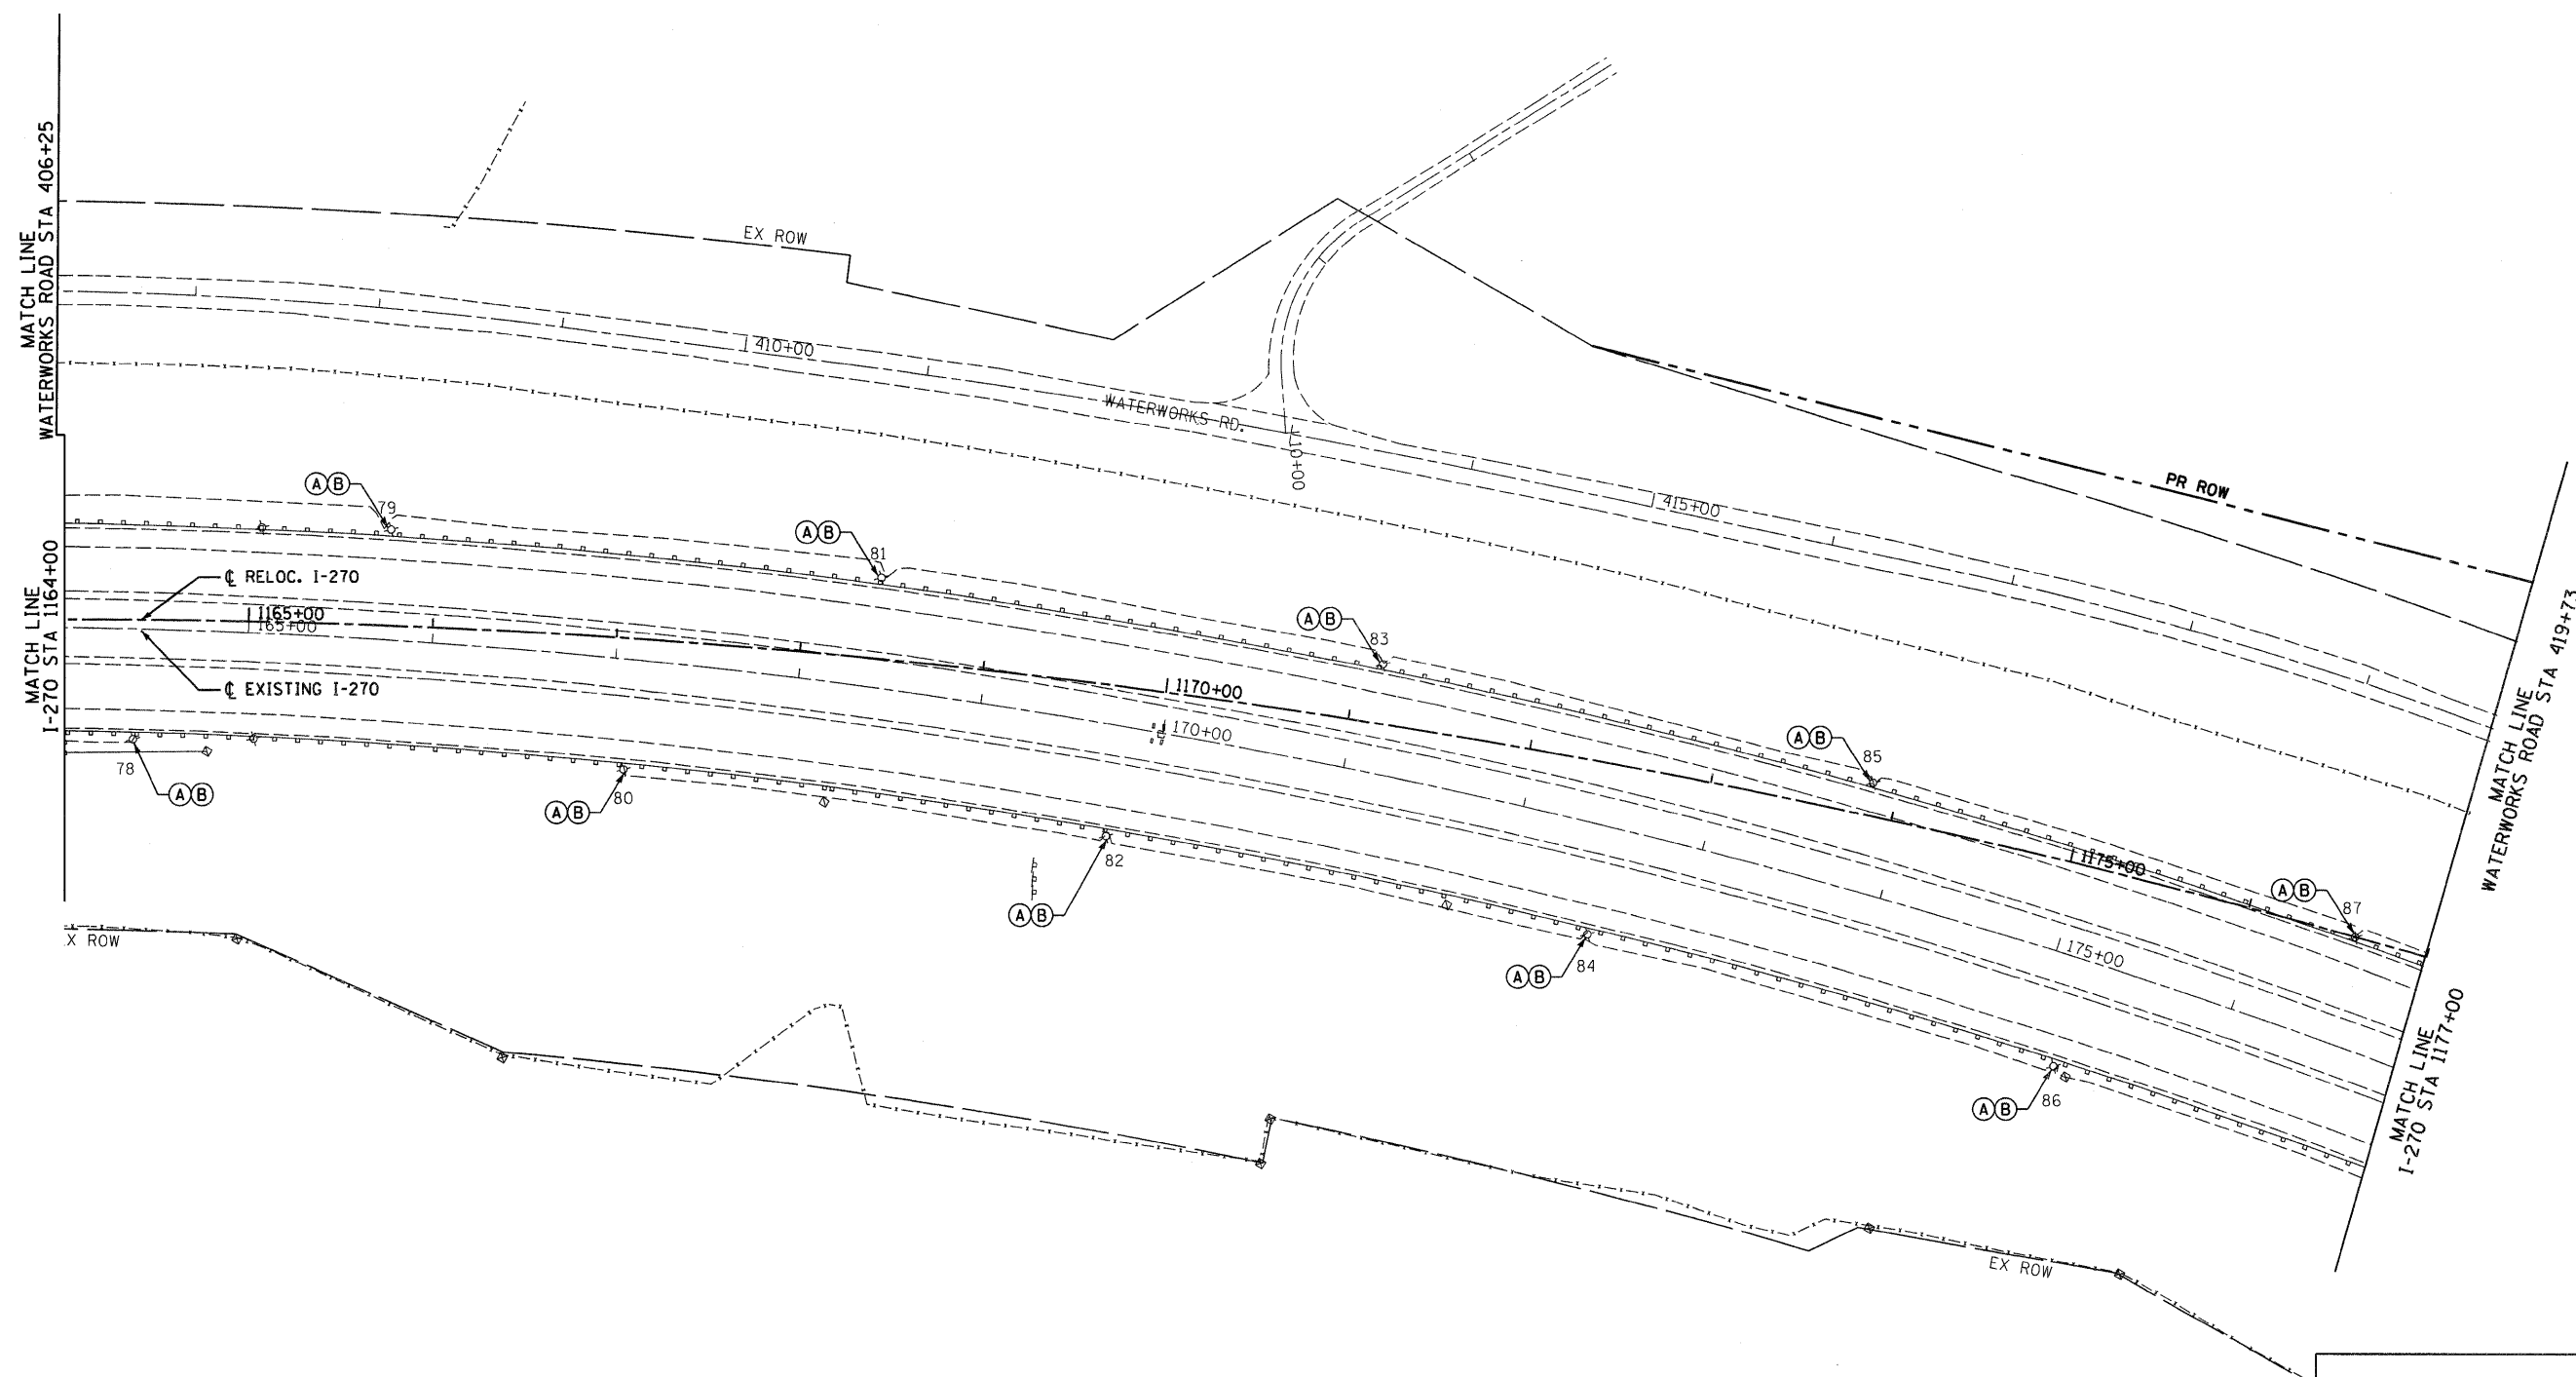 MATCH LINE
WATERWORKS ROAD STA 406+25
EX ROW
410+00
WATERWORKS RD.
110+00
415+00
PR ROW
MATCH LINE
WATERWORKS ROAD STA 419+73
MATCH LINE
I-270 STA 1164+00
A B
79
A B
81
A B
83
A B
85
A B
87
℄ RELOC. I-270
1165+00
165+00
℄ EXISTING I-270
1170+00
170+00
1175+00
175+00
78
A B
A B
80
A B
82
A B
84
A B
86
MATCH LINE
I-270 STA 1177+00
X ROW
EX ROW